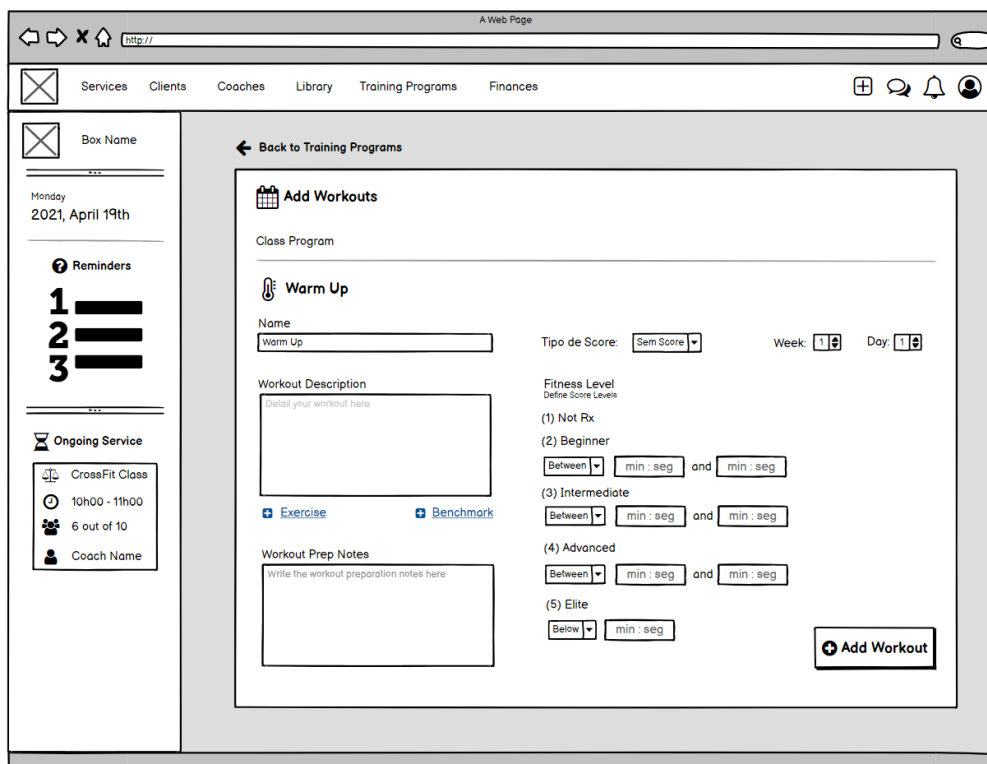 A Web Page
http://
Services Clients Coaches Library Training Programs Finances
Box Name
Monday
2021, April 19th
Reminders
1
2
3
Ongoing Service
CrossFit Class
10h00 - 11h00
6 out of 10
Coach Name
Back to Training Programs
Add Workouts
Class Program
Warm Up
Name
Warm Up
Tipo de Score: Sem Score Week: 1 Day: 1
Workout Description
Detail your workout here
Exercise Benchmark
Workout Prep Notes
Write the workout preparation notes here
Fitness Level
Define Score Levels
(1) Not Rx
(2) Beginner
Between min : seg and min : seg
(3) Intermediate
Between min : seg and min : seg
(4) Advanced
Between min : seg and min : seg
(5) Elite
Below min : seg
Add Workout